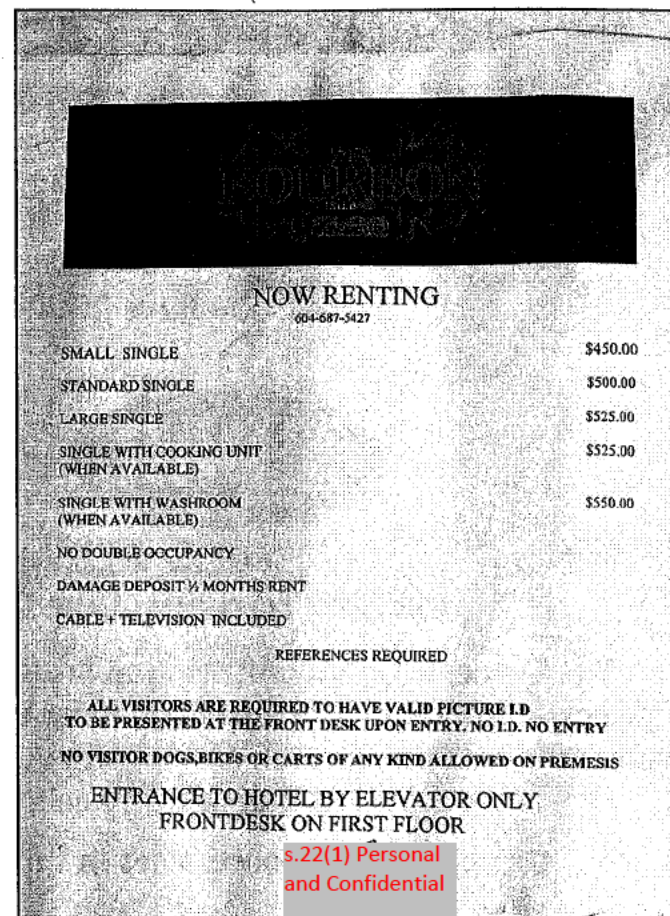 BOURBON
NOW RENTING
604-687-5427
SMALL SINGLE $450.00
STANDARD SINGLE $500.00
LARGE SINGLE $525.00
SINGLE WITH COOKING UNIT $525.00
(WHEN AVAILABLE)
SINGLE WITH WASHROOM $550.00
(WHEN AVAILABLE)
NO DOUBLE OCCUPANCY
DAMAGE DEPOSIT ½ MONTHS RENT
CABLE + TELEVISION INCLUDED
REFERENCES REQUIRED
ALL VISITORS ARE REQUIRED TO HAVE VALID PICTURE I.D
TO BE PRESENTED AT THE FRONT DESK UPON ENTRY. NO I.D. NO ENTRY
NO VISITOR DOGS,BIKES OR CARTS OF ANY KIND ALLOWED ON PREMESIS
ENTRANCE TO HOTEL BY ELEVATOR ONLY
FRONTDESK ON FIRST FLOOR
s.22(1) Personal
and Confidential